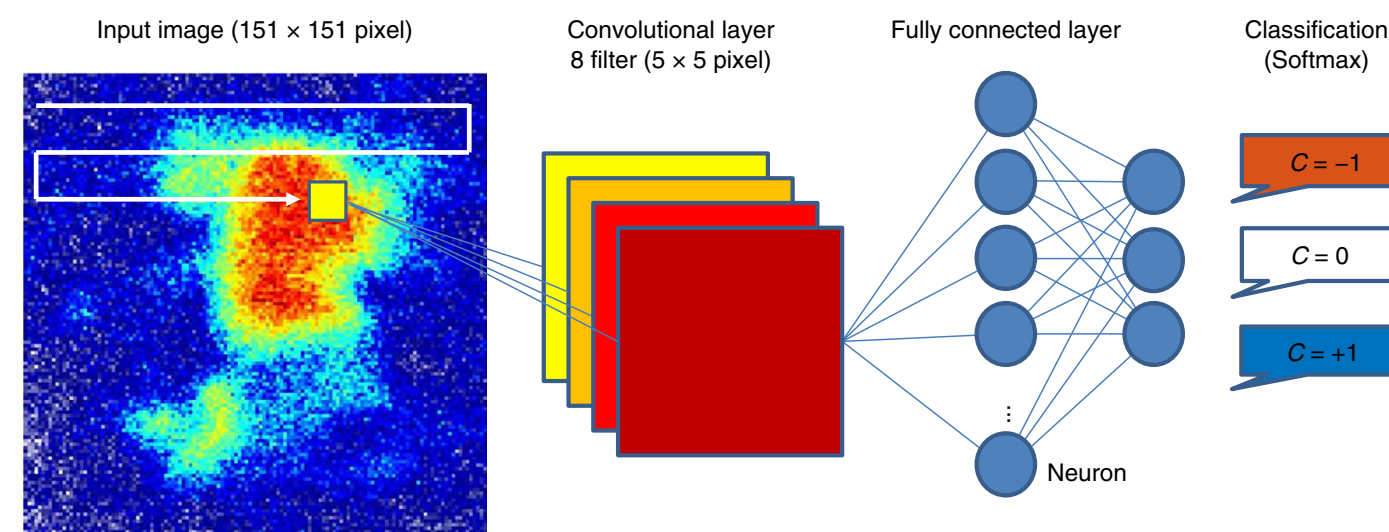 Input image (151 × 151 pixel)
Convolutional layer
8 filter (5 × 5 pixel)
Fully connected layer
Classification
(Softmax)
C = −1
C = 0
C = +1
...
Neuron